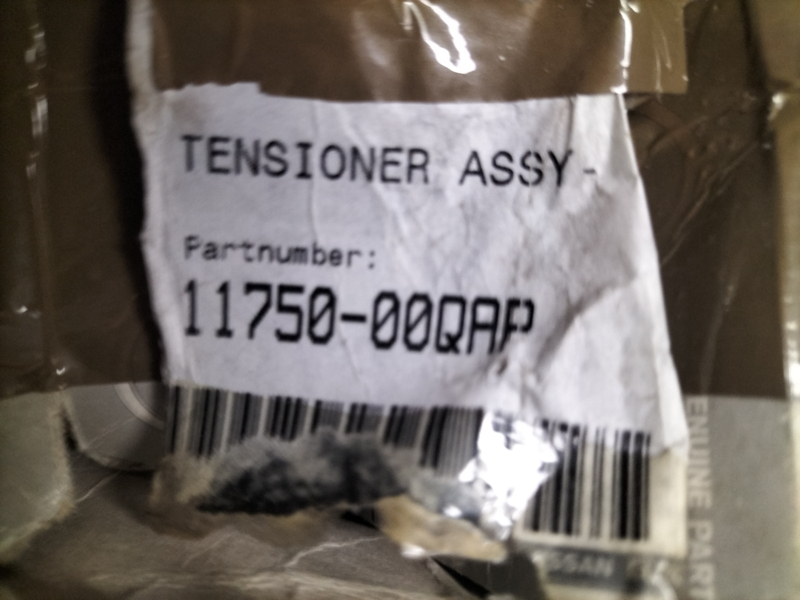 TENSIONER ASSY-
Partnumber:
11750-00QAP